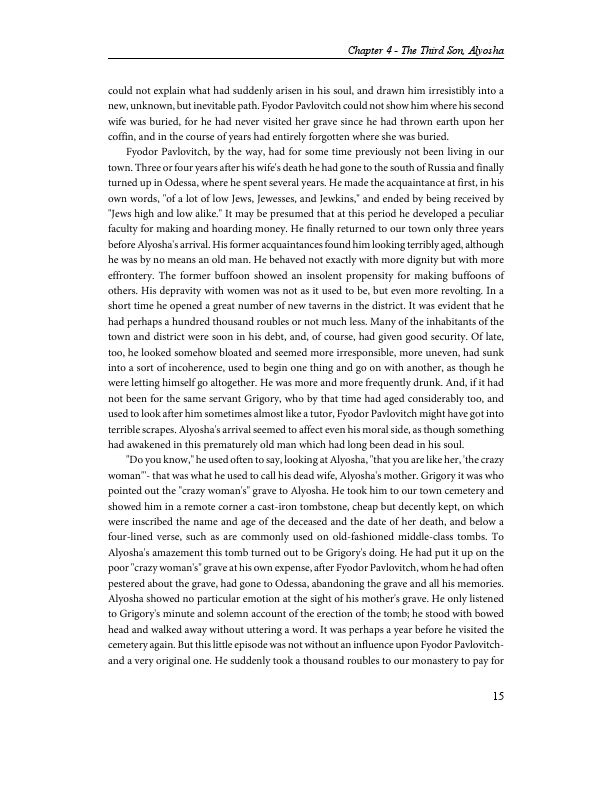 Chapter 4 - The Third Son, Alyosha
could not explain what had suddenly arisen in his soul, and drawn him irresistibly into a
new, unknown, but inevitable path. Fyodor Pavlovitch could not show him where his second
wife was buried, for he had never visited her grave since he had thrown earth upon her
coffin, and in the course of years had entirely forgotten where she was buried.
Fyodor Pavlovitch, by the way, had for some time previously not been living in our
town. Three or four years after his wife's death he had gone to the south of Russia and finally
turned up in Odessa, where he spent several years. He made the acquaintance at first, in his
own words, "of a lot of low Jews, Jewesses, and Jewkins," and ended by being received by
"Jews high and low alike." It may be presumed that at this period he developed a peculiar
faculty for making and hoarding money. He finally returned to our town only three years
before Alyosha's arrival. His former acquaintances found him looking terribly aged, although
he was by no means an old man. He behaved not exactly with more dignity but with more
effrontery. The former buffoon showed an insolent propensity for making buffoons of
others. His depravity with women was not as it used to be, but even more revolting. In a
short time he opened a great number of new taverns in the district. It was evident that he
had perhaps a hundred thousand roubles or not much less. Many of the inhabitants of the
town and district were soon in his debt, and, of course, had given good security. Of late,
too, he looked somehow bloated and seemed more irresponsible, more uneven, had sunk
into a sort of incoherence, used to begin one thing and go on with another, as though he
were letting himself go altogether. He was more and more frequently drunk. And, if it had
not been for the same servant Grigory, who by that time had aged considerably too, and
used to look after him sometimes almost like a tutor, Fyodor Pavlovitch might have got into
terrible scrapes. Alyosha's arrival seemed to affect even his moral side, as though something
had awakened in this prematurely old man which had long been dead in his soul.
"Do you know," he used often to say, looking at Alyosha, "that you are like her, 'the crazy
woman'"- that was what he used to call his dead wife, Alyosha's mother. Grigory it was who
pointed out the "crazy woman's" grave to Alyosha. He took him to our town cemetery and
showed him in a remote corner a cast-iron tombstone, cheap but decently kept, on which
were inscribed the name and age of the deceased and the date of her death, and below a
four-lined verse, such as are commonly used on old-fashioned middle-class tombs. To
Alyosha's amazement this tomb turned out to be Grigory's doing. He had put it up on the
poor "crazy woman's" grave at his own expense, after Fyodor Pavlovitch, whom he had often
pestered about the grave, had gone to Odessa, abandoning the grave and all his memories.
Alyosha showed no particular emotion at the sight of his mother's grave. He only listened
to Grigory's minute and solemn account of the erection of the tomb; he stood with bowed
head and walked away without uttering a word. It was perhaps a year before he visited the
cemetery again. But this little episode was not without an influence upon Fyodor Pavlovitch-
and a very original one. He suddenly took a thousand roubles to our monastery to pay for
15